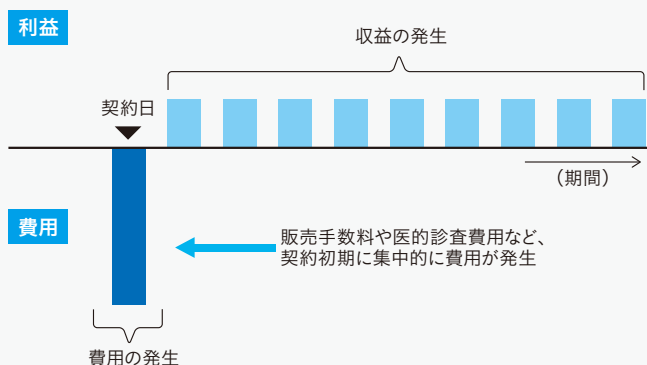 利益
収益の発生
契約日
（期間）
費用
販売手数料や医的診査費用など、
契約初期に集中的に費用が発生
費用の発生